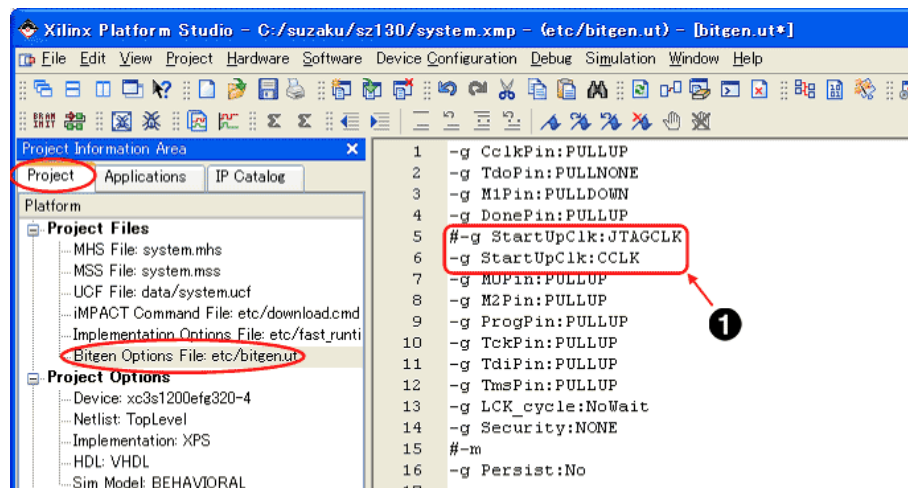 Xilinx Platform Studio - C:/suzaku/sz130/system.xmp - (etc/bitgen.ut) - [bitgen.ut*]
File Edit View Project Hardware Software Device Configuration Debug Simulation Window Help
BRAM
INIT
Project Information Area
Project Applications IP Catalog
Platform
Project Files
MHS File: system.mhs
MSS File: system.mss
UCF File: data/system.ucf
iMPACT Command File: etc/download.cmd
Implementation Options File: etc/fast_runti
Bitgen Options File: etc/bitgen.ut
Project Options
Device: xc3s1200efg320-4
Netlist: TopLevel
Implementation: XPS
HDL: VHDL
Sim Model: BEHAVIORAL
1 -g CclkPin:PULLUP
2 -g TdoPin:PULLNONE
3 -g M1Pin:PULLDOWN
4 -g DonePin:PULLUP
5 #-g StartUpClk:JTAGCLK
6 -g StartUpClk:CCLK
7 -g M0Pin:PULLUP
8 -g M2Pin:PULLUP
9 -g ProgPin:PULLUP
10 -g TckPin:PULLUP
11 -g TdiPin:PULLUP
12 -g TmsPin:PULLUP
13 -g LCK_cycle:NoWait
14 -g Security:NONE
15 #-m
16 -g Persist:No
1